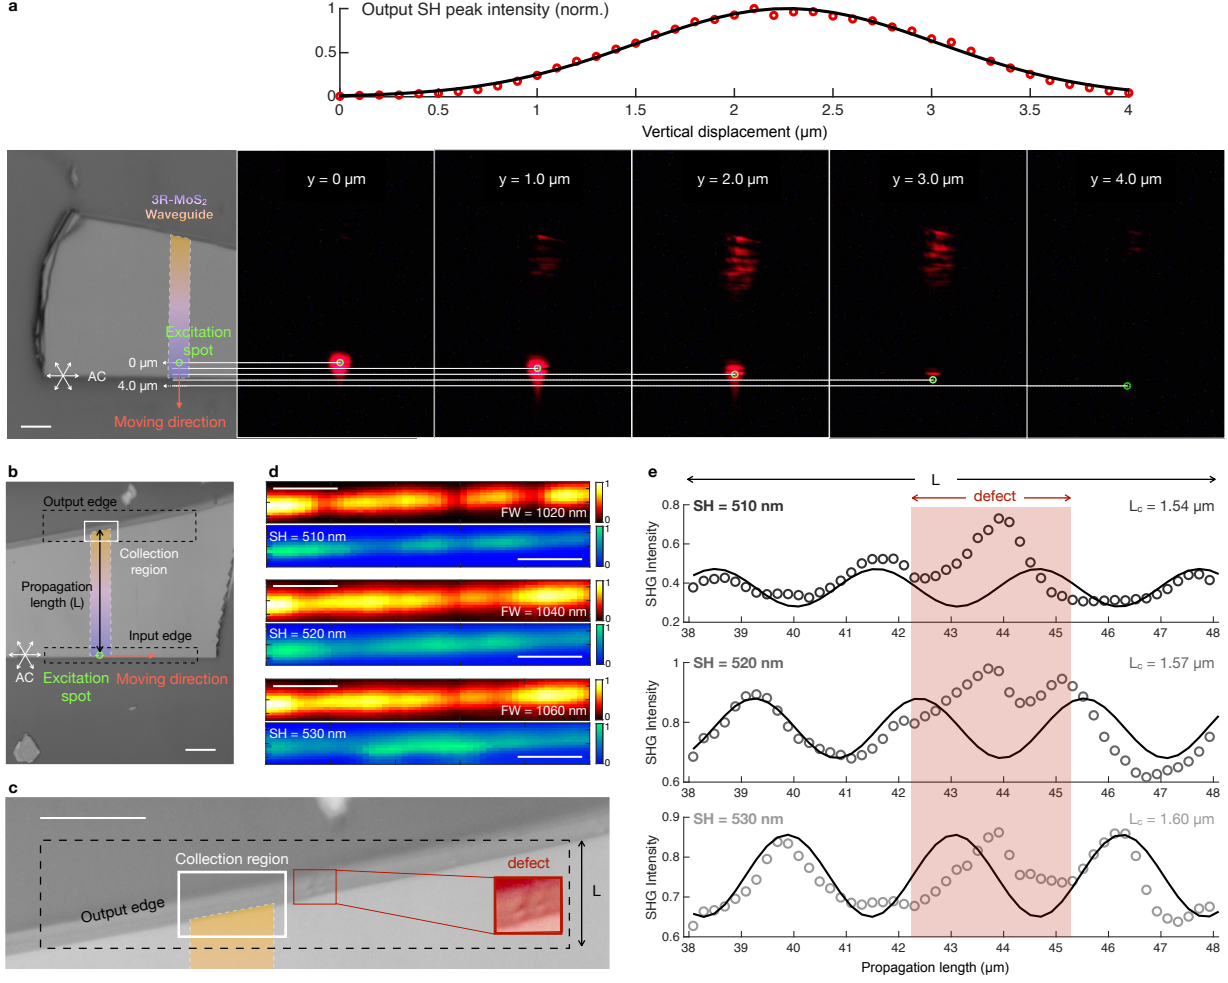 a
Output SH peak intensity (norm.)
1
0.5
0
0 0.5 1 1.5 2 2.5 3 3.5 4
Vertical displacement (µm)
3R-MoS₂
Waveguide
Excitation
spot
0 µm
AC
4.0 µm
Moving direction
y = 0 µm
y = 1.0 µm
y = 2.0 µm
y = 3.0 µm
y = 4.0 µm
b
Output edge
Collection
region
Propagation
length (L)
Input edge
AC
Excitation
spot
Moving direction
c
Collection region
defect
Output edge
L
d
FW = 1020 nm
1
0
SH = 510 nm
1
0
FW = 1040 nm
1
0
SH = 520 nm
1
0
FW = 1060 nm
1
0
SH = 530 nm
1
0
e
L
defect
SH = 510 nm
L꜀ = 1.54 µm
SHG Intensity
0.8
0.6
0.4
0.2
38 39 40 41 42 43 44 45 46 47 48
SH = 520 nm
L꜀ = 1.57 µm
SHG Intensity
1
0.8
0.6
38 39 40 41 42 43 44 45 46 47 48
SH = 530 nm
L꜀ = 1.60 µm
SHG Intensity
0.9
0.8
0.7
0.6
38 39 40 41 42 43 44 45 46 47 48
Propagation length (µm)